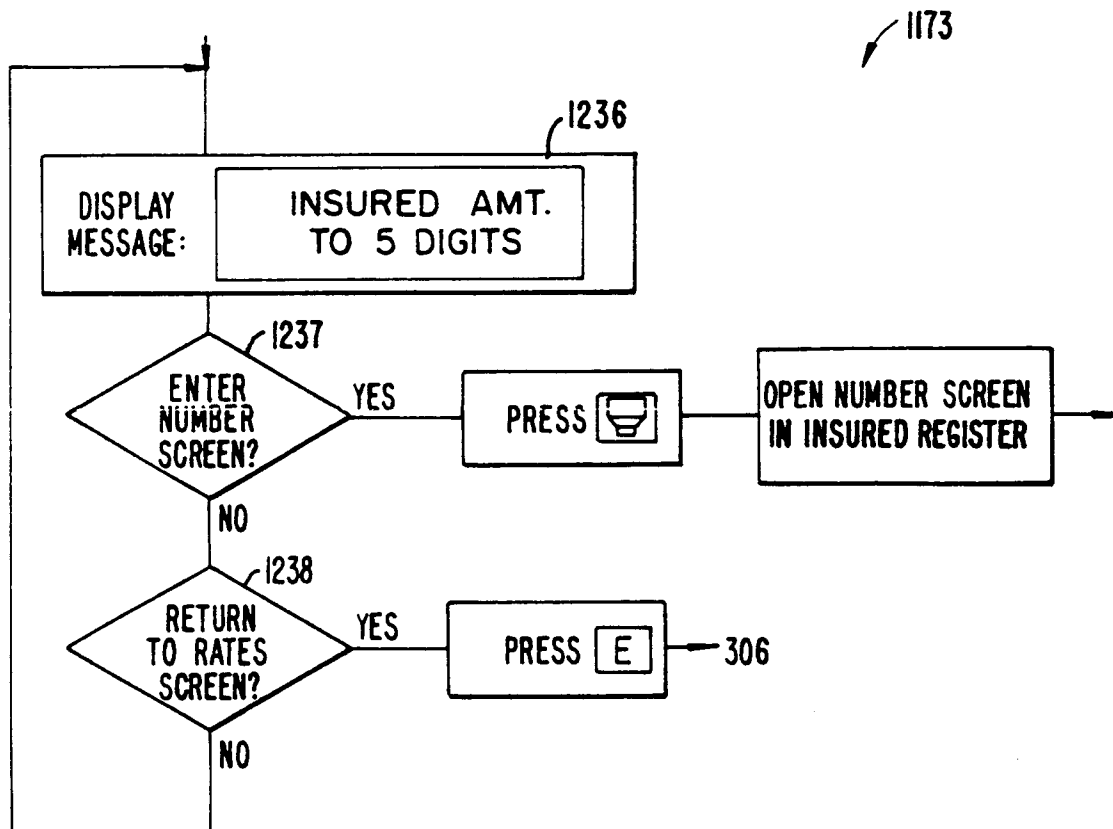 1173
1236
DISPLAY
MESSAGE:
INSURED AMT.
TO 5 DIGITS
1237
ENTER
NUMBER
SCREEN?
YES
PRESS
OPEN NUMBER SCREEN
IN INSURED REGISTER
NO
1238
RETURN
TO RATES
SCREEN?
YES
PRESS E
306
NO